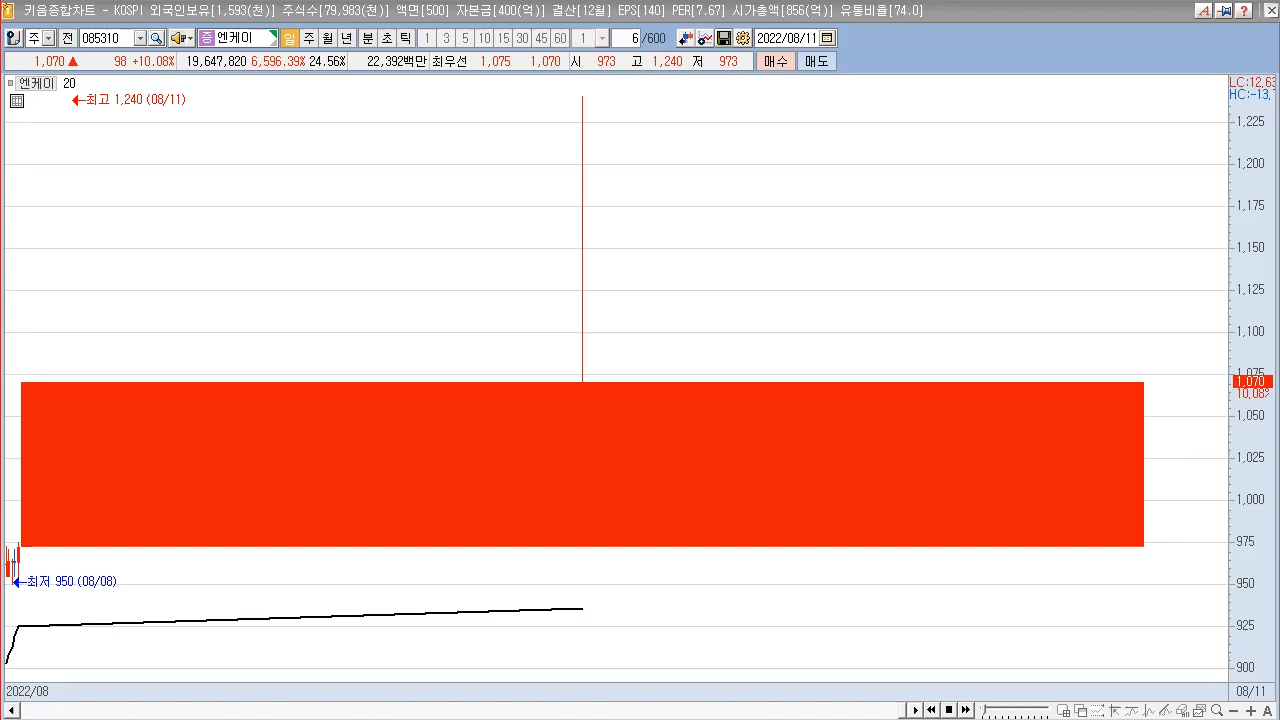 키움종합차트 - KOSPI 외국인보유[1,593(천)] 주식수[79,983(천)] 액면[500] 자본금[400(억)] 결산[12월] EPS[140] PER[7.67] 시가총액[856(억)] 유통비율[74.0]
주 전 085310 증 엔케이 일 주 월 년 분 초 틱 1 3 5 10 15 30 45 60 1 6 /600 2022/08/11
1,070 ▲ 98 +10.08% 19,647,820 6,596.39% 24.56% 22,392백만 최우선 1,075 1,070 시 973 고 1,240 저 973 매수 매도
엔케이 20
LC:12,63
HC:-13,
←최고 1,240 (08/11)
1,225
1,200
1,175
1,150
1,125
1,100
1,075
1,070
10,08%
1,050
1,025
1,000
975
←최저 950 (08/08)
950
925
900
2022/08
08/11